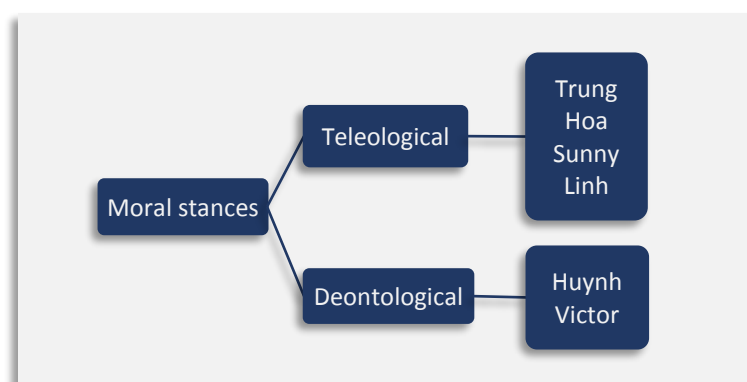 Moral stances
Teleological
Trung
Hoa
Sunny
Linh
Deontological
Huynh
Victor